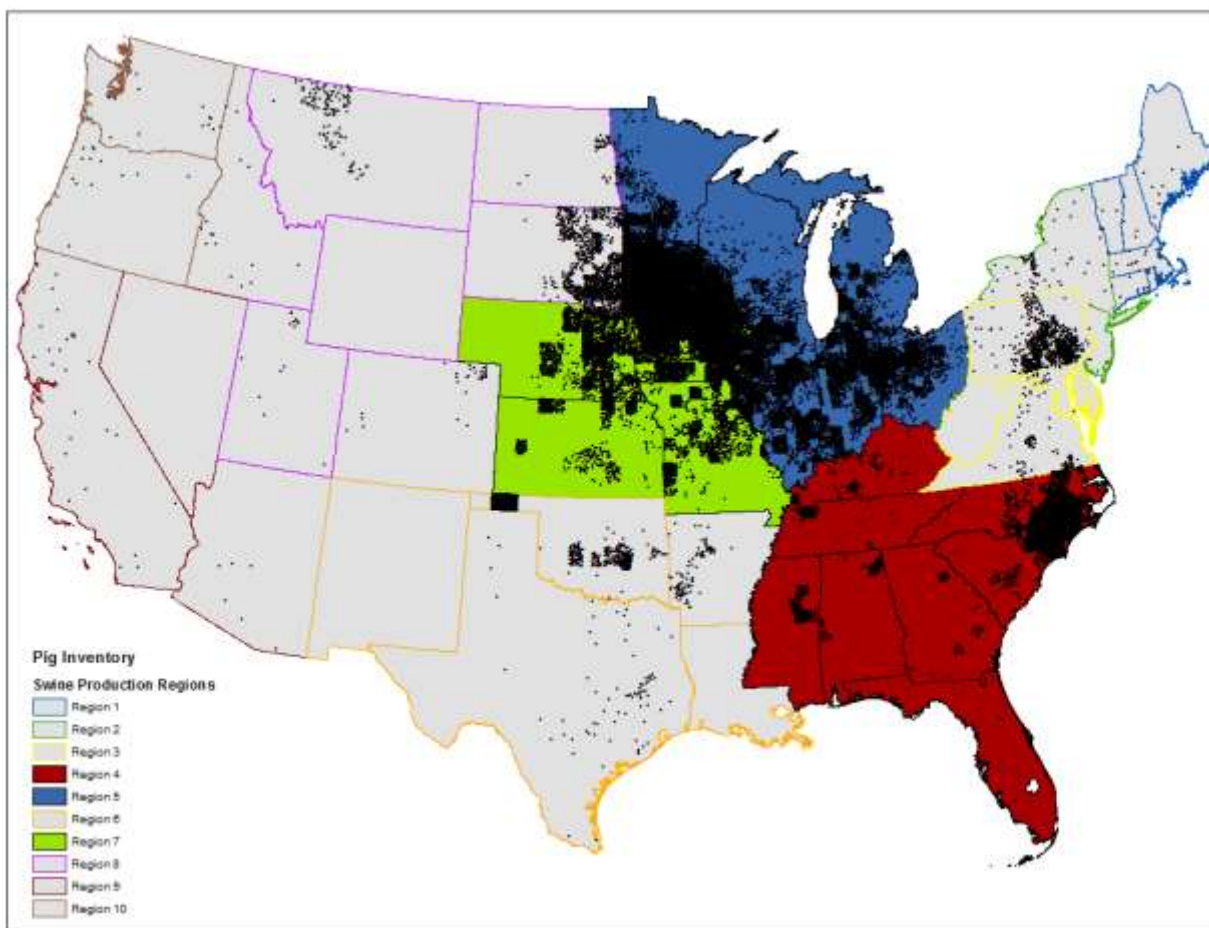 Pig Inventory
Swine Production Regions
Region 1
Region 2
Region 3
Region 4
Region 5
Region 6
Region 7
Region 8
Region 9
Region 10